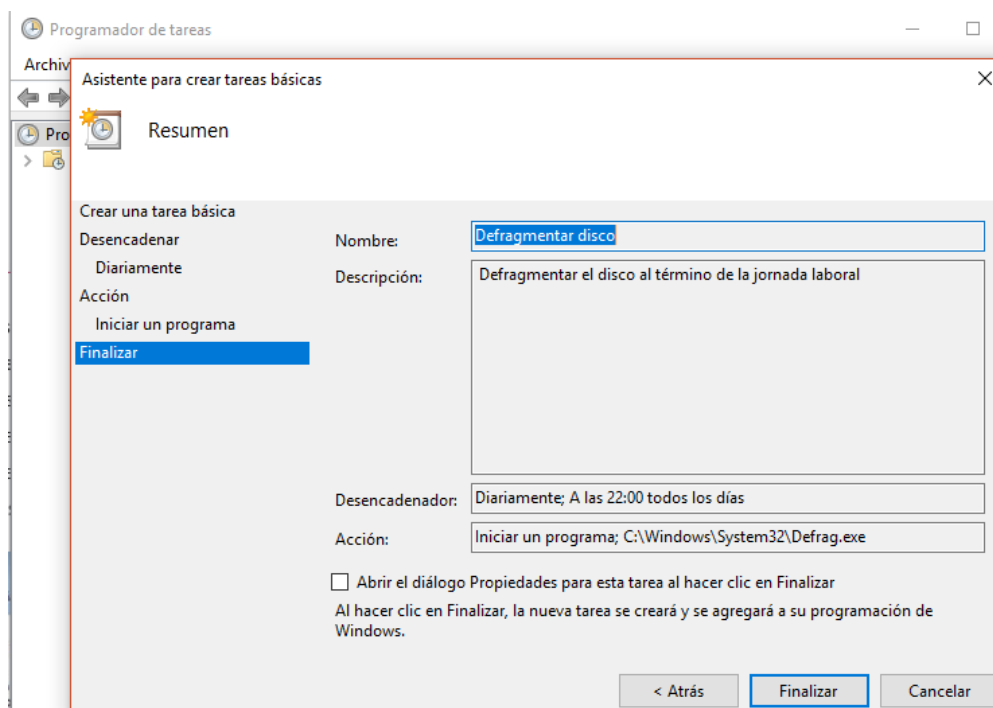 Programador de tareas
Archiv
Asistente para crear tareas básicas
Resumen
Pro
Crear una tarea básica
Desencadenar
Diariamente
Acción
Iniciar un programa
Finalizar
Nombre:
Defragmentar disco
Descripción:
Defragmentar el disco al término de la jornada laboral
Desencadenador:
Diariamente; A las 22:00 todos los días
Acción:
Iniciar un programa; C:\Windows\System32\Defrag.exe
Abrir el diálogo Propiedades para esta tarea al hacer clic en Finalizar
Al hacer clic en Finalizar, la nueva tarea se creará y se agregará a su programación de
Windows.
< Atrás
Finalizar
Cancelar